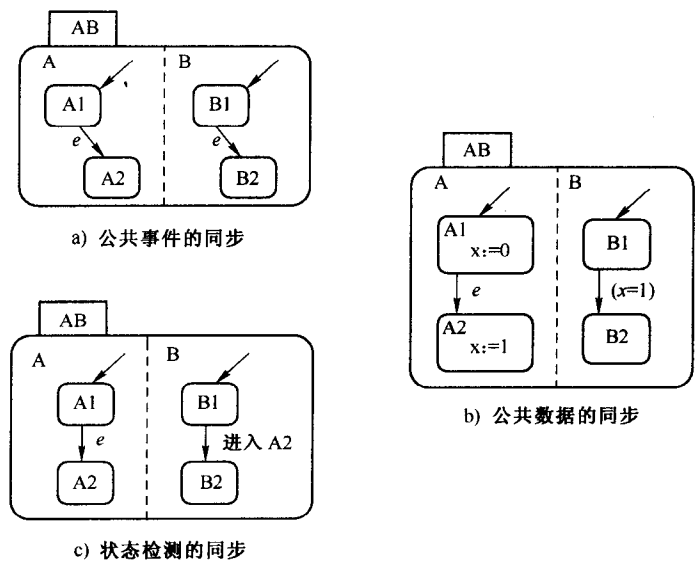 AB
A B
A1 B1
e e
A2 B2
a) 公共事件的同步
AB
A B
A1
x:=0
B1
e (x=1)
A2
x:=1
B2
b) 公共数据的同步
AB
A B
A1 B1
e 进入 A2
A2 B2
c) 状态检测的同步